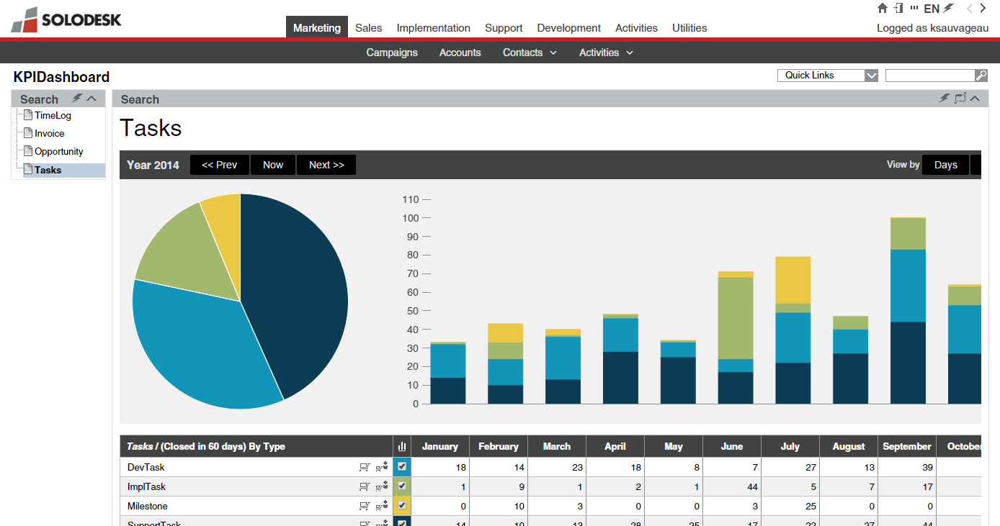 SOLODESK
EN
Marketing Sales Implementation Support Development Activities Utilities
Logged as ksauvageau
Campaigns Accounts Contacts Activities
KPIDashboard
Quick Links
Search
TimeLog
Invoice
Opportunity
Tasks
Search
Tasks
Year 2014 << Prev Now Next >> View by Days
110
100
90
80
70
60
50
40
30
20
10
0
Tasks / (Closed in 60 days) By Type January February March April May June July August September October
DevTask 18 14 23 18 8 7 27 13 39
ImplTask 1 9 1 2 1 44 5 7 17
Milestone 0 10 3 0 0 3 25 0 0
SupportTask 14 10 13 28 25 17 22 27 44